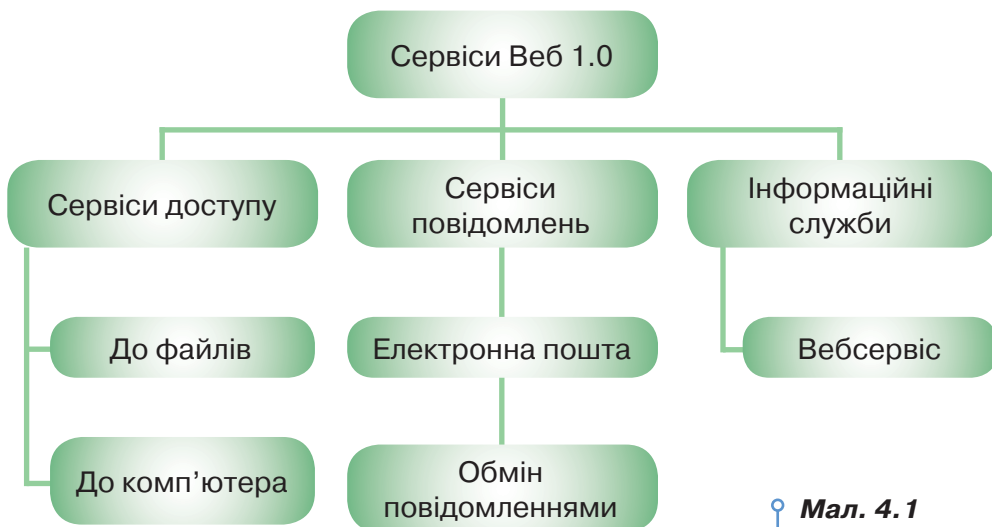 Сервіси Веб 1.0
Сервіси доступу
Сервіси
повідомлень
Інформаційні
служби
До файлів
Електронна пошта
Вебсервіс
До комп’ютера
Обмін
повідомленнями
Мал. 4.1